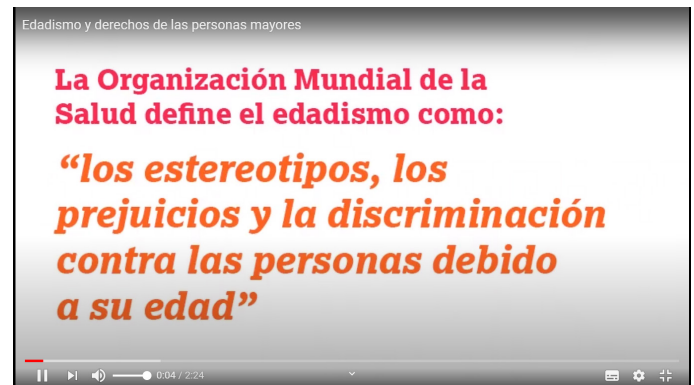 Edadismo y derechos de las personas mayores
La Organización Mundial de la
Salud define el edadismo como:
“los estereotipos, los
prejuicios y la discriminación
contra las personas debido
a su edad”
0:04 / 2:24